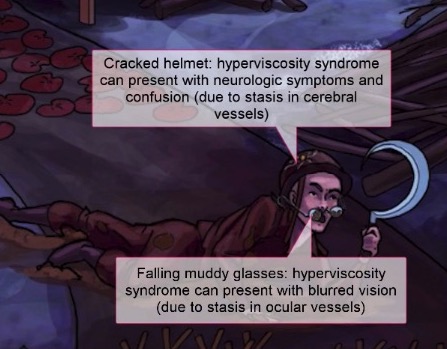 Cracked helmet: hyperviscosity syndrome
can present with neurologic symptoms and
confusion (due to stasis in cerebral
vessels)
Falling muddy glasses: hyperviscosity
syndrome can present with blurred vision
(due to stasis in ocular vessels)